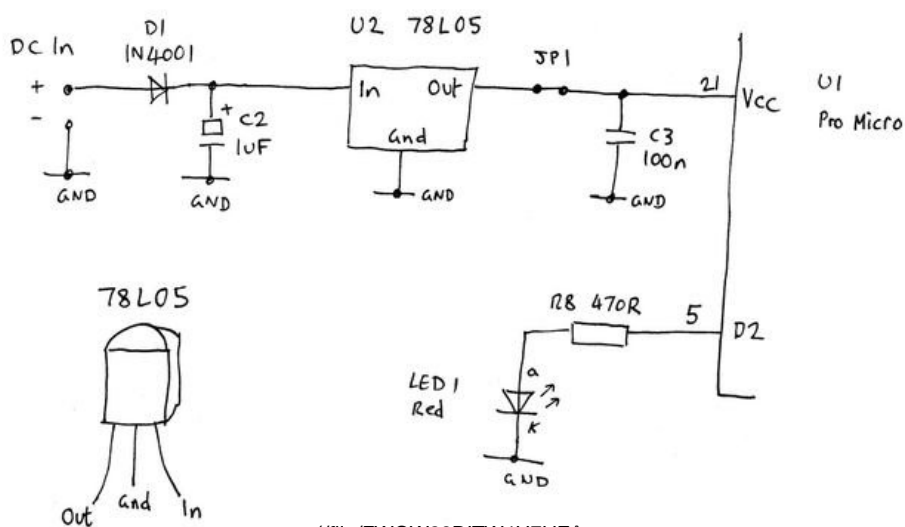 U2 78L05
D1
1N4001
DC In
JP1
+
-
+
C2
1uF
In
Out
Gnd
21
Vcc
U1
Pro Micro
C3
100n
GND
GND
GND
GND
78L05
R8 470R
5
D2
a
LED1
Red
K
GND
Out
Gnd
In